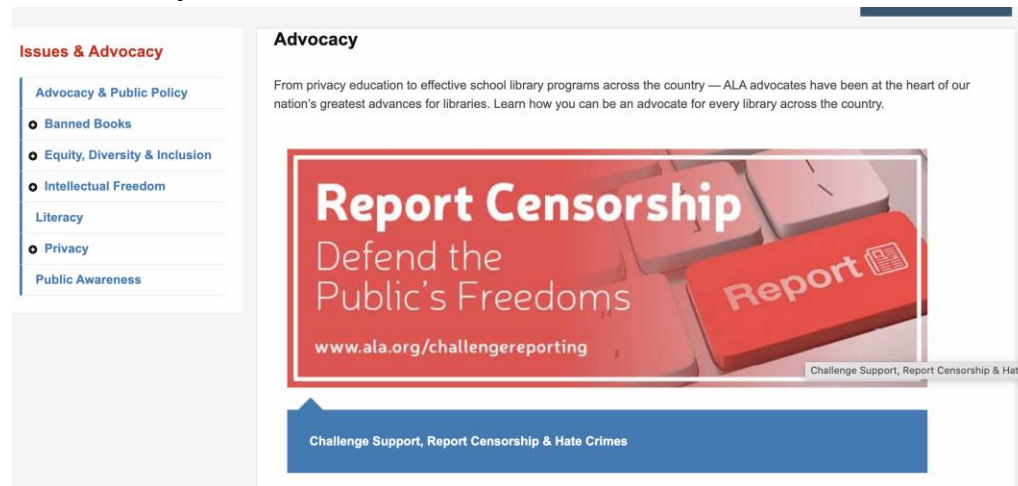 Issues & Advocacy
Advocacy & Public Policy
Banned Books
Equity, Diversity & Inclusion
Intellectual Freedom
Literacy
Privacy
Public Awareness
Advocacy
From privacy education to effective school library programs across the country — ALA advocates have been at the heart of our
nation's greatest advances for libraries. Learn how you can be an advocate for every library across the country.
Report Censorship
Defend the
Public's Freedoms
www.ala.org/challengereporting
Report
Challenge Support, Report Censorship & Hat
Challenge Support, Report Censorship & Hate Crimes